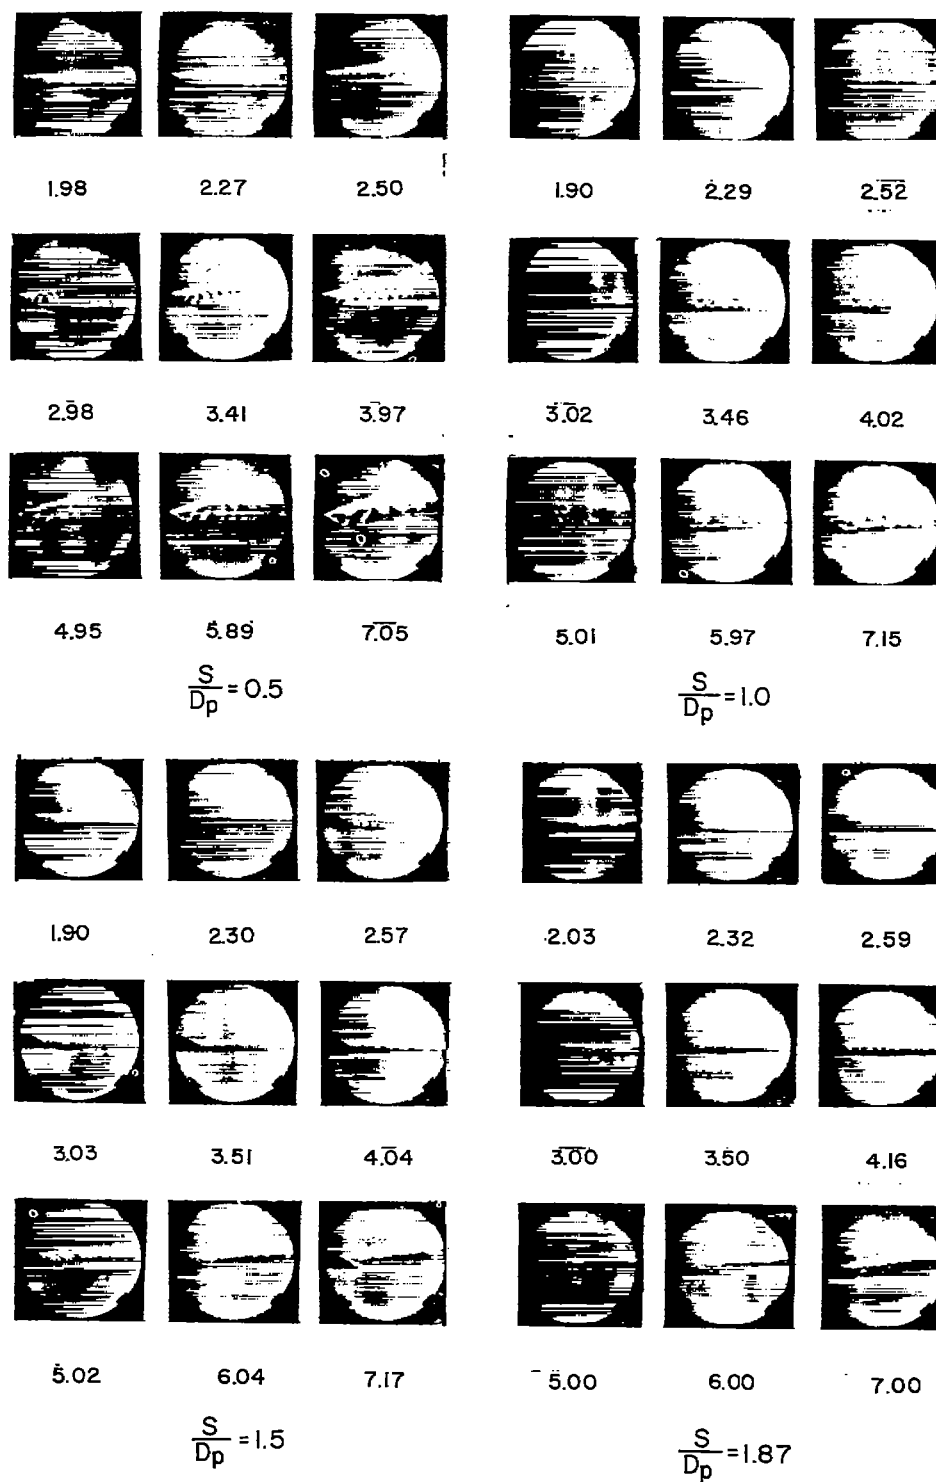 1.98 2.27 2.50
2.98 3.41 3.97
4.95 5.89 7.05
S/Dp = 0.5
1.90 2.29 2.52
3.02 3.46 4.02
5.01 5.97 7.15
S/Dp = 1.0
1.90 2.30 2.57
3.03 3.51 4.04
5.02 6.04 7.17
S/Dp = 1.5
2.03 2.32 2.59
3.00 3.50 4.16
5.00 6.00 7.00
S/Dp = 1.87